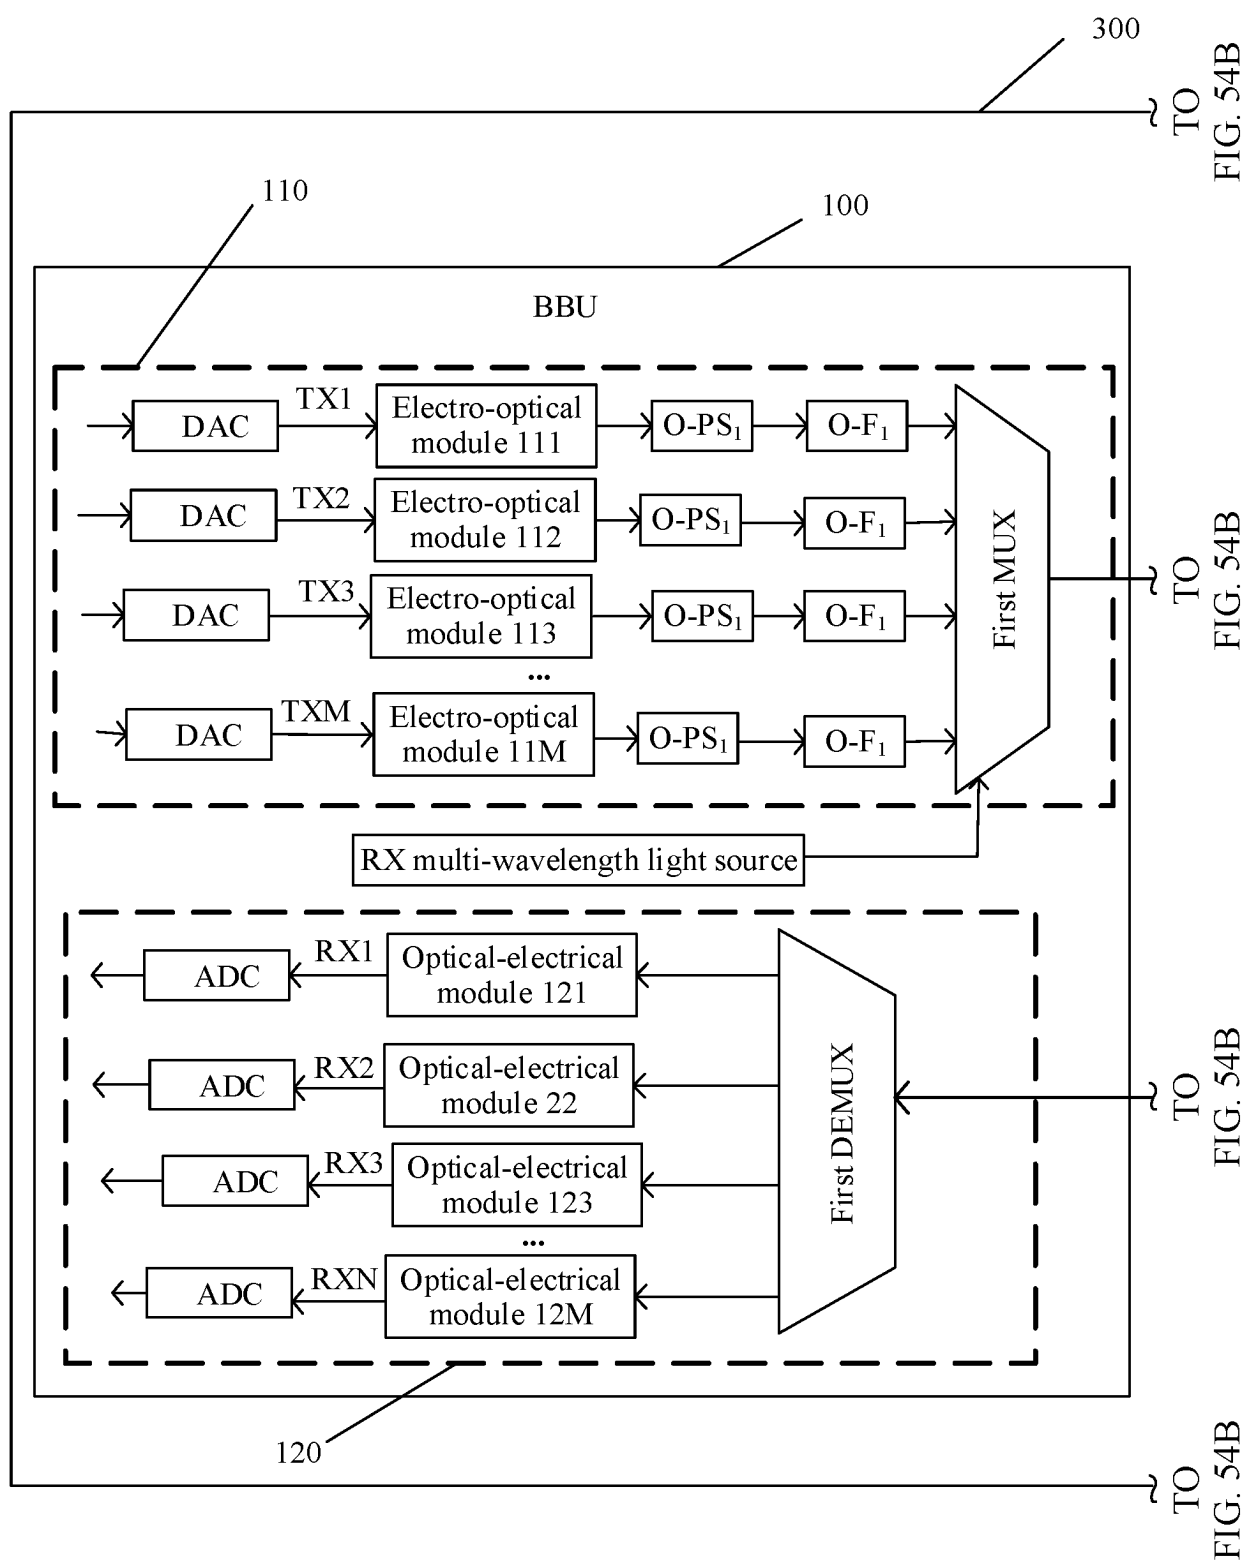 300
TO
FIG. 54B
110
100
BBU
DAC
TX1
Electro-optical
module 111
O-PS₁
O-F₁
DAC
TX2
Electro-optical
module 112
O-PS₁
O-F₁
DAC
TX3
Electro-optical
module 113
O-PS₁
O-F₁
...
DAC
TXM
Electro-optical
module 11M
O-PS₁
O-F₁
First MUX
TO
FIG. 54B
RX multi-wavelength light source
ADC
RX1
Optical-electrical
module 121
ADC
RX2
Optical-electrical
module 22
ADC
RX3
Optical-electrical
module 123
...
ADC
RXN
Optical-electrical
module 12M
First DEMUX
TO
FIG. 54B
120
TO
FIG. 54B